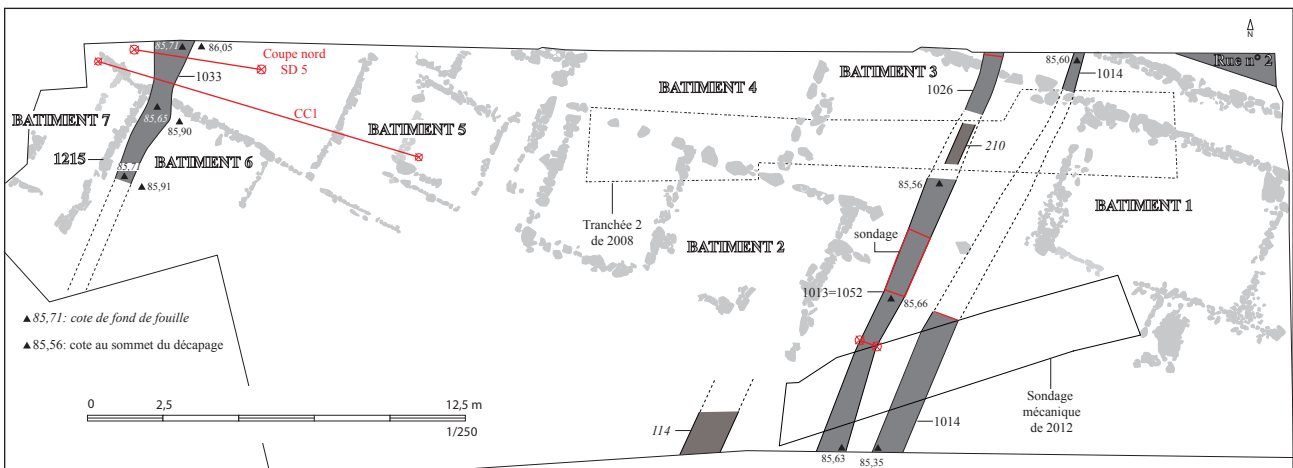 N
85,71
86,05
Coupe nord
SD 5
1033
CC1
BATIMENT 7
85,65
85,90
BATIMENT 6
BATIMENT 5
1215
85,71
85,91
BATIMENT 4
BATIMENT 3
1026
85,60
1014
Rue n° 2
210
85,56
BATIMENT 1
Tranchée 2
de 2008
BATIMENT 2
sondage
1013=1052
85,66
85,71: cote de fond de fouille
85,56: cote au sommet du décapage
0 2,5 12,5 m
1/250
114
1014
Sondage
mécanique
de 2012
85,63
85,35